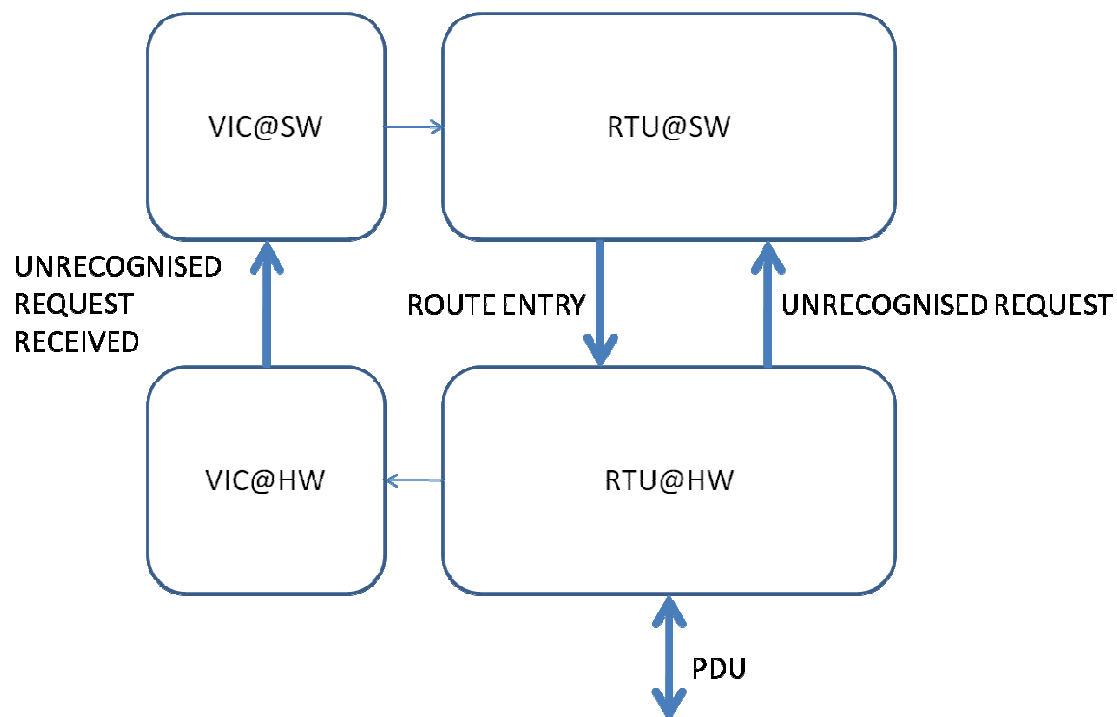 VIC@SW
RTU@SW
UNRECOGNISED
REQUEST
RECEIVED
ROUTE ENTRY
UNRECOGNISED REQUEST
VIC@HW
RTU@HW
PDU